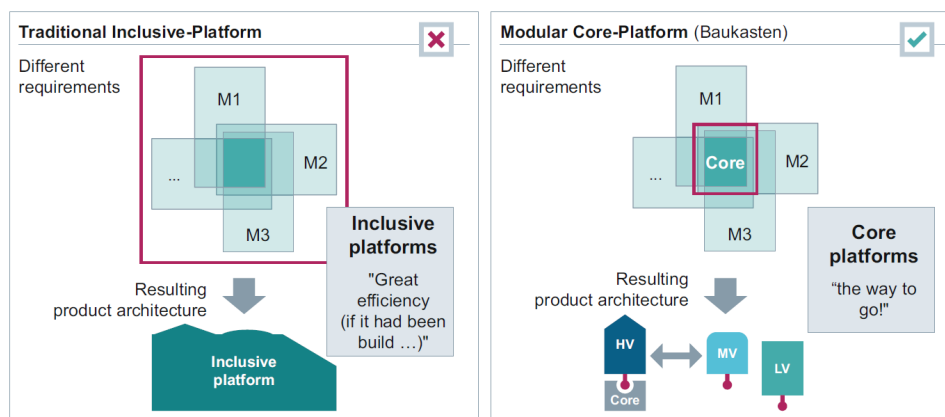 Traditional Inclusive-Platform
Different
requirements
M1
M2
...
M3
Inclusive
platforms
"Great
efficiency
(if it had been
build ...)"
Resulting
product architecture
Inclusive
platform
Modular Core-Platform (Baukasten)
Different
requirements
M1
Core
M2
...
M3
Core
platforms
“the way to
go!"
Resulting
product architecture
HV
MV
LV
Core